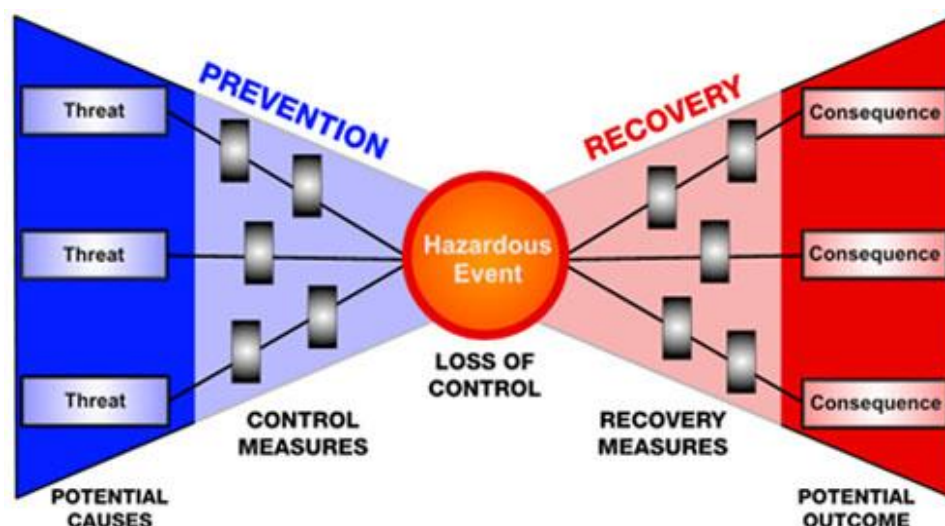 PREVENTION
RECOVERY
Threat
Consequence
Threat
Hazardous
Event
Consequence
LOSS OF
CONTROL
Threat
Consequence
CONTROL
MEASURES
RECOVERY
MEASURES
POTENTIAL
CAUSES
POTENTIAL
OUTCOME